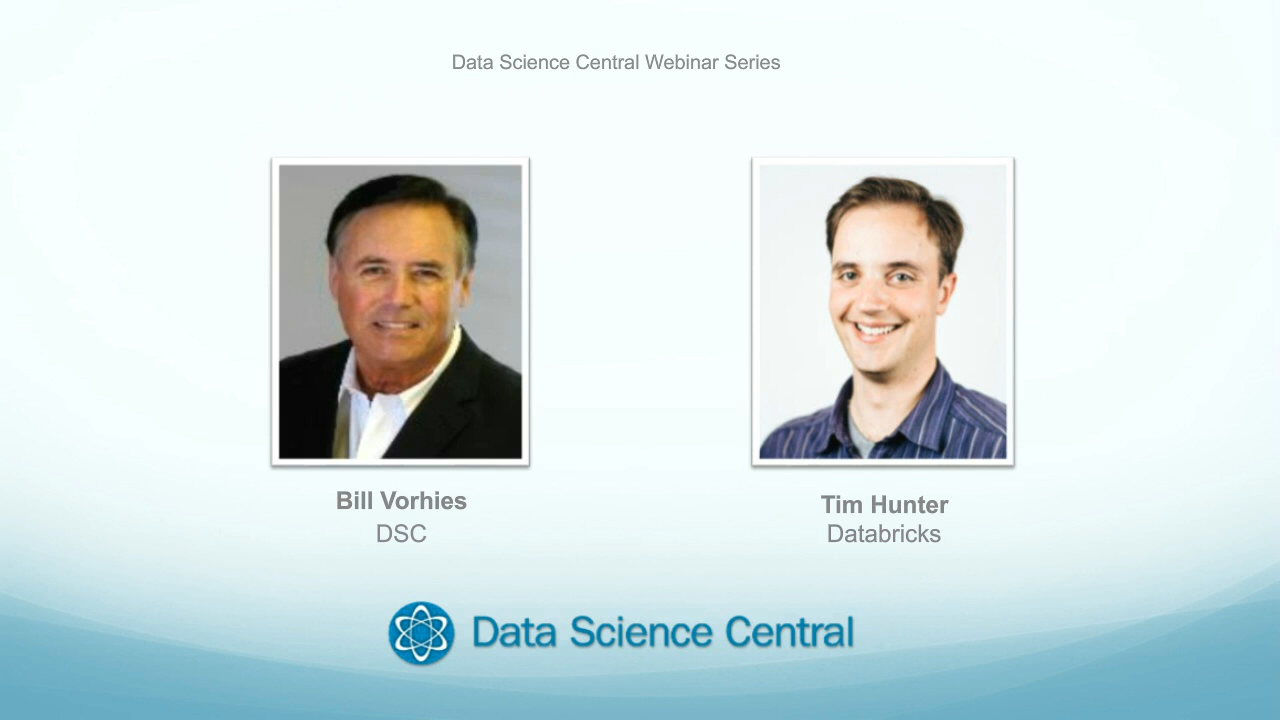 Data Science Central Webinar Series
Bill Vorhies
DSC
Tim Hunter
Databricks
Data Science Central